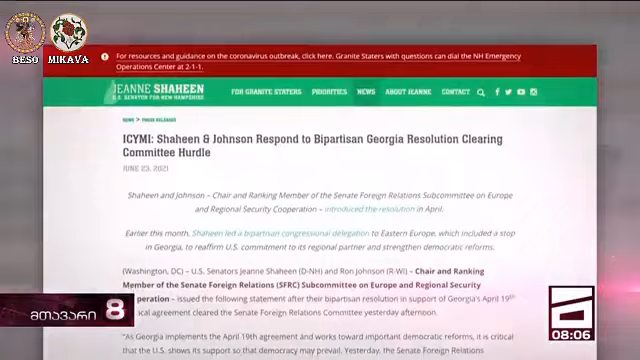 BESO MIKAVA
For resources and guidance on the coronavirus outbreak, click here. Granite Staters with questions can dial the NH Emergency
Operations Center at 2-1-1.
JEANNE SHAHEEN
U.S. SENATOR FOR NEW HAMPSHIRE
FOR GRANITE STATERS PRIORITIES NEWS ABOUT JEANNE CONTACT
NEWS > PRESS RELEASES
ICYMI: Shaheen & Johnson Respond to Bipartisan Georgia Resolution Clearing
Committee Hurdle
JUNE 23, 2021
Shaheen and Johnson – Chair and Ranking Member of the Senate Foreign Relations Subcommittee on Europe
and Regional Security Cooperation – introduced the resolution in April.
Earlier this month, Shaheen led a bipartisan congressional delegation to Eastern Europe, which included a stop
in Georgia, to reaffirm U.S. commitment to its regional partner and strengthen democratic reforms.
(Washington, DC) – U.S. Senators Jeanne Shaheen (D-NH) and Ron Johnson (R-WI) – Chair and Ranking
Member of the Senate Foreign Relations (SFRC) Subcommittee on Europe and Regional Security
– issued the following statement after their bipartisan resolution in support of Georgia's April 19th
agreement cleared the Senate Foreign Relations Committee yesterday afternoon.
"As Georgia implements the April 19th agreement and works toward important democratic reforms, it is critical
that the U.S. shows its support so that democracy may prevail. Yesterday, the Senate Foreign Relations
მთავარი 8
08:06